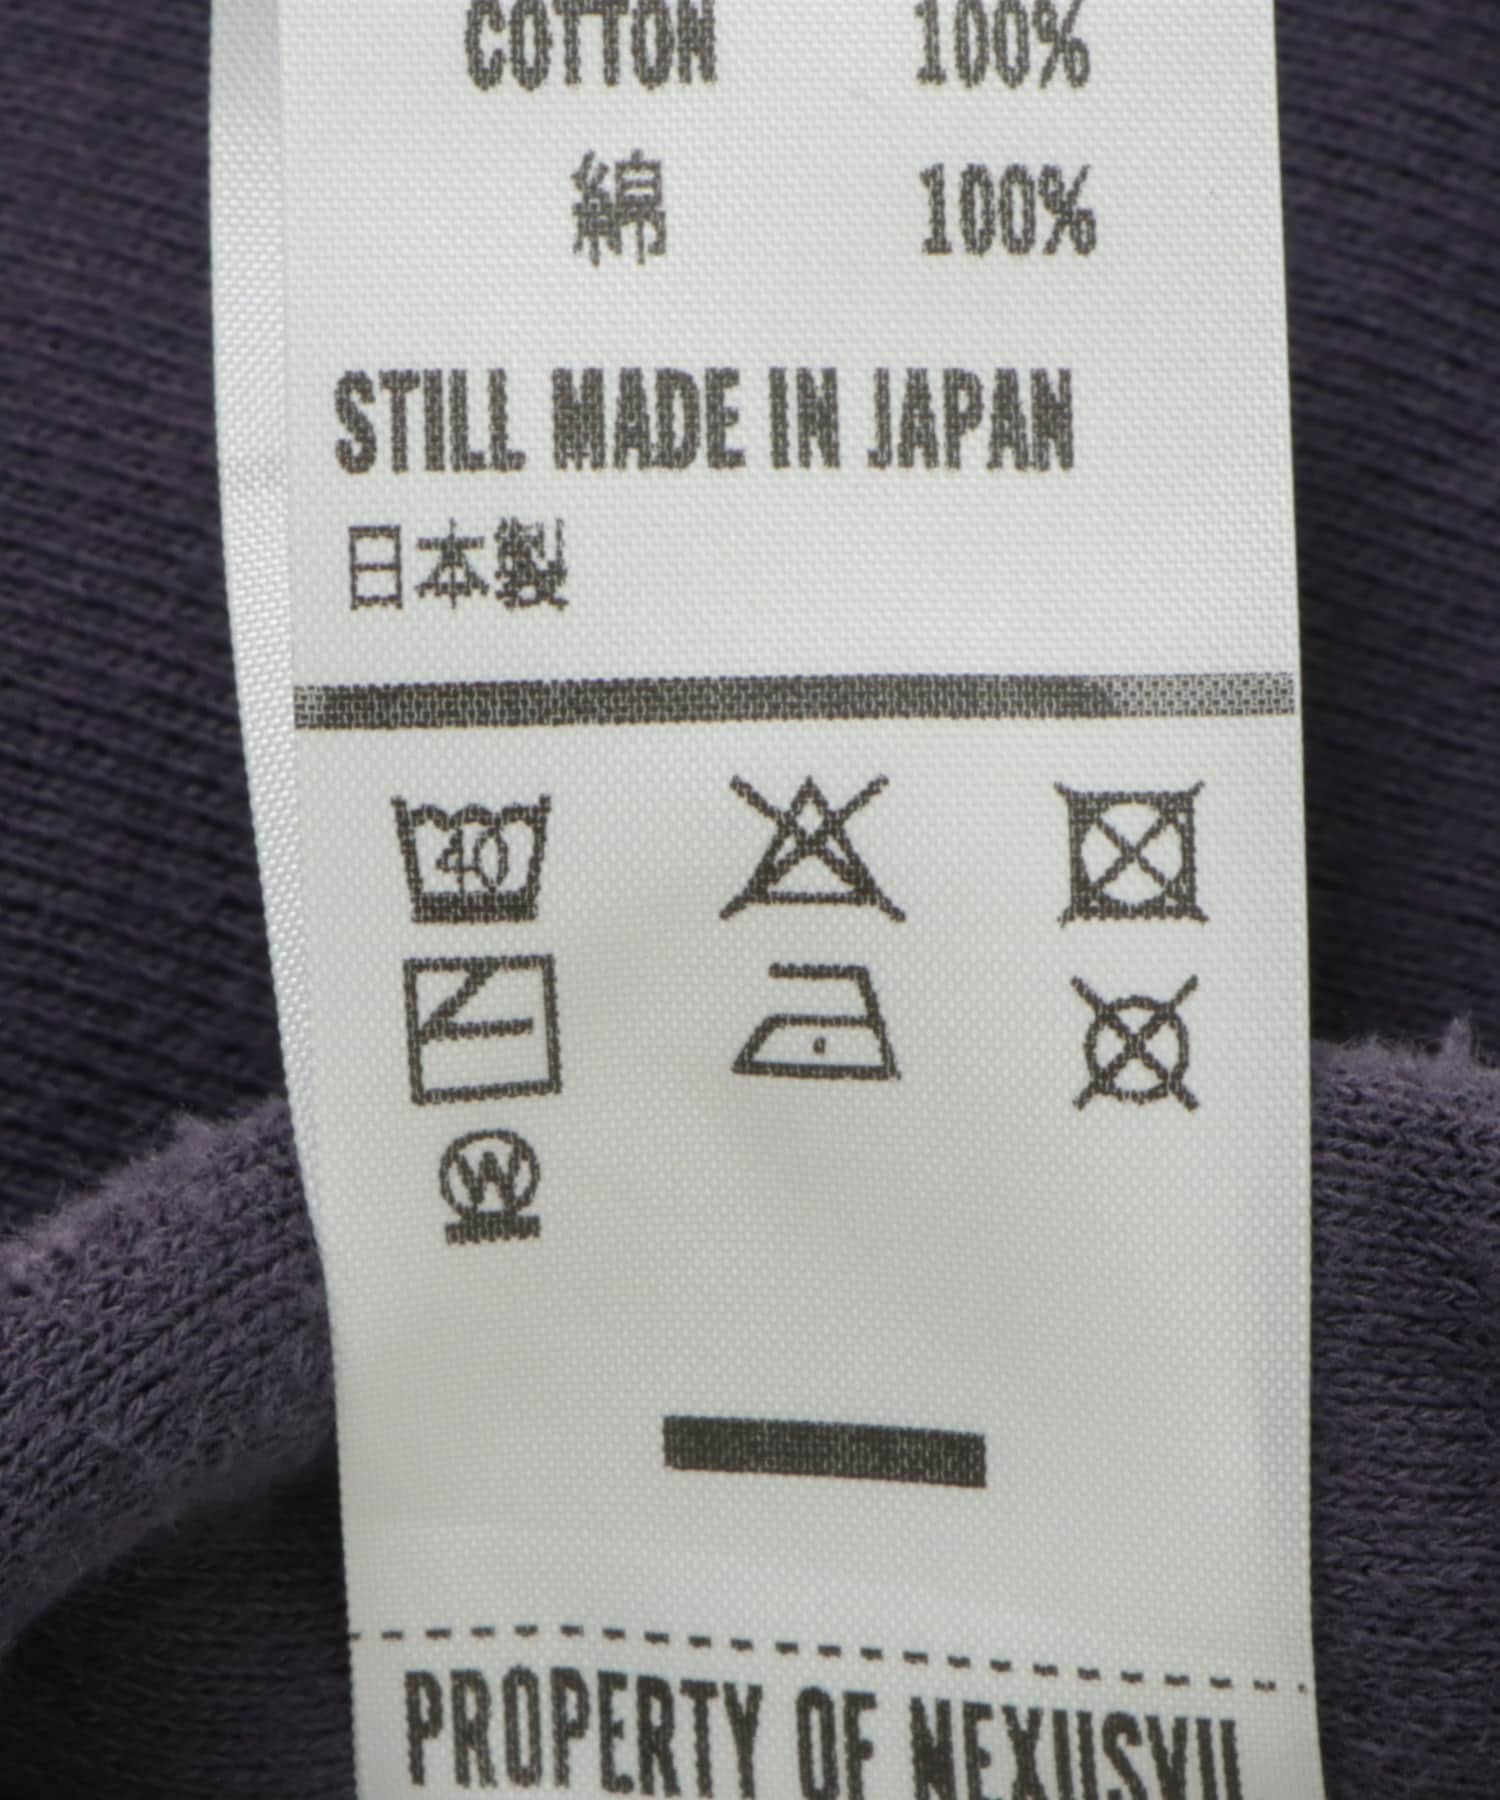 COTTON 100%
綿 100%
STILL MADE IN JAPAN
日本製
40
W
PROPERTY OF NEXUSVII